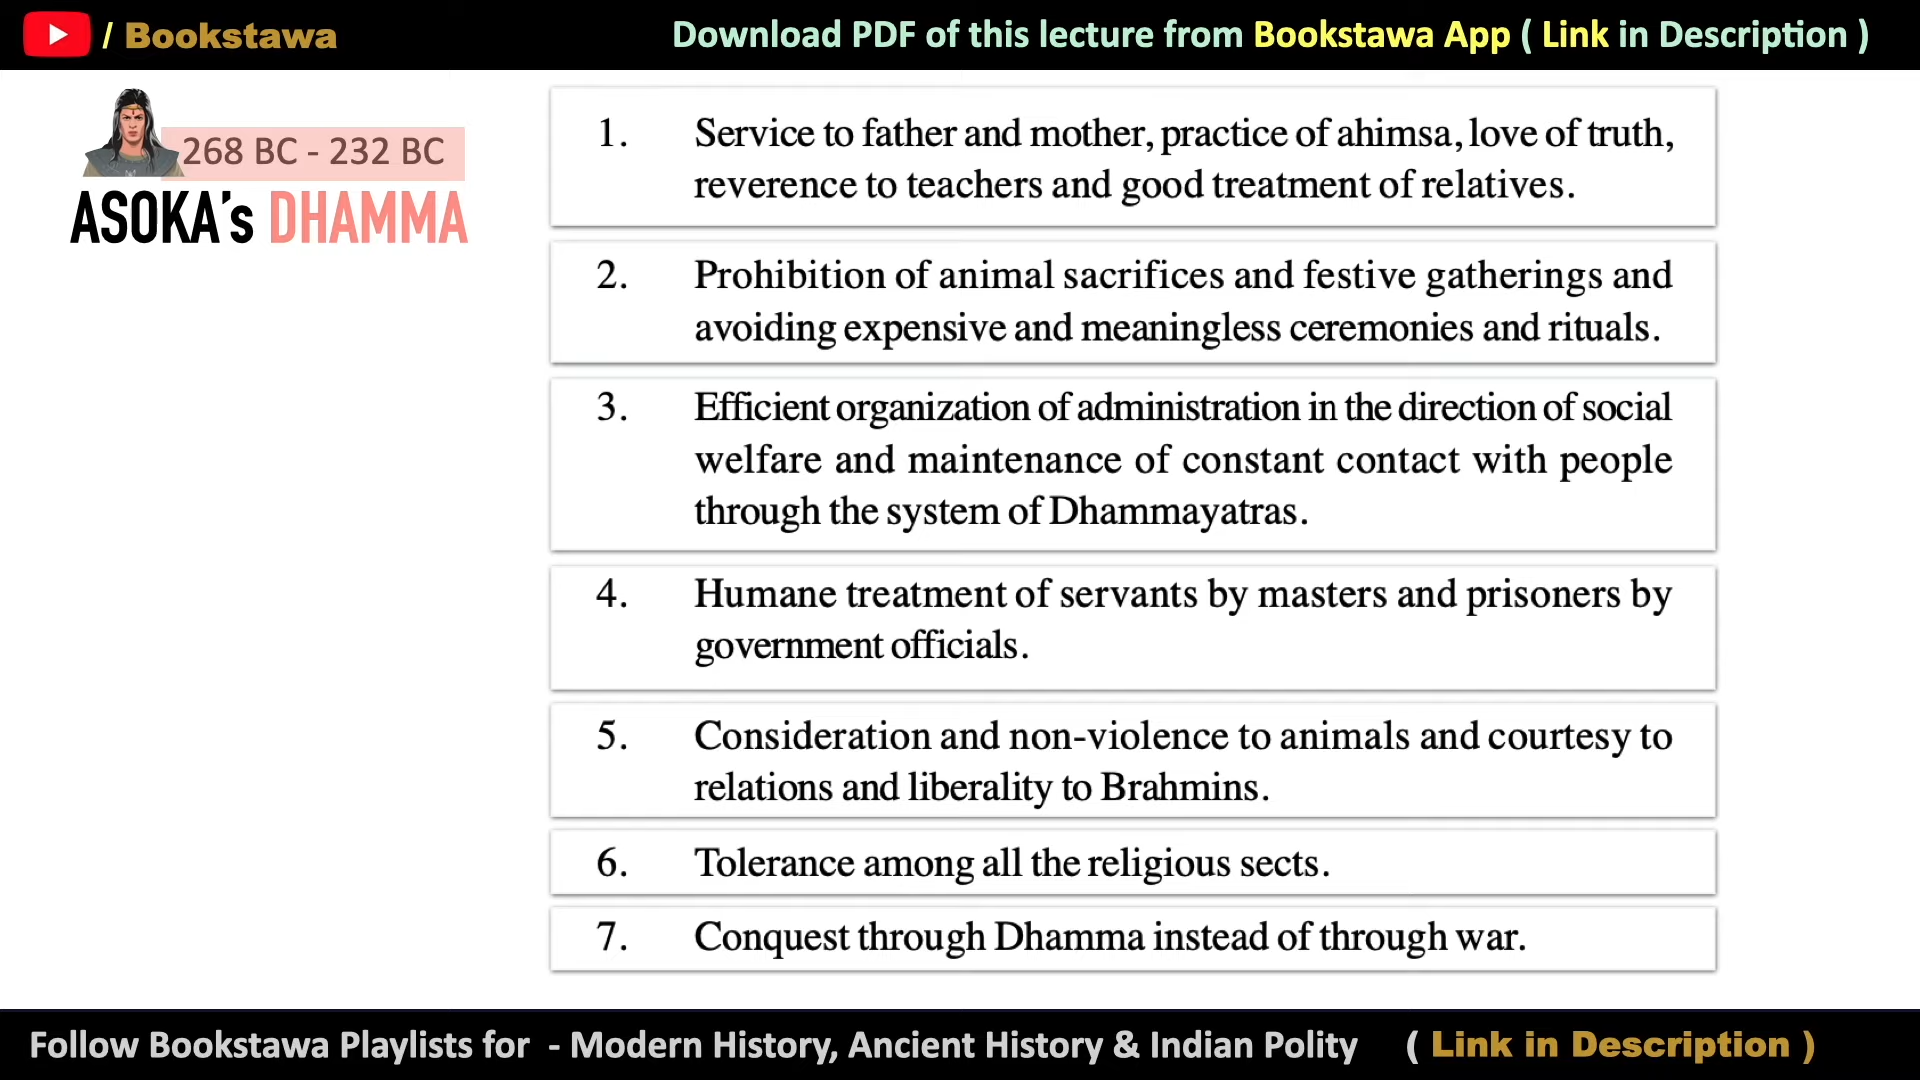 / Bookstawa
Download PDF of this lecture from Bookstawa App ( Link in Description )
268 BC - 232 BC
ASOKA's DHAMMA
1. Service to father and mother, practice of ahimsa, love of truth,
reverence to teachers and good treatment of relatives.
2. Prohibition of animal sacrifices and festive gatherings and
avoiding expensive and meaningless ceremonies and rituals.
3. Efficient organization of administration in the direction of social
welfare and maintenance of constant contact with people
through the system of Dhammayatras.
4. Humane treatment of servants by masters and prisoners by
government officials.
5. Consideration and non-violence to animals and courtesy to
relations and liberality to Brahmins.
6. Tolerance among all the religious sects.
7. Conquest through Dhamma instead of through war.
Follow Bookstawa Playlists for - Modern History, Ancient History & Indian Polity ( Link in Description )